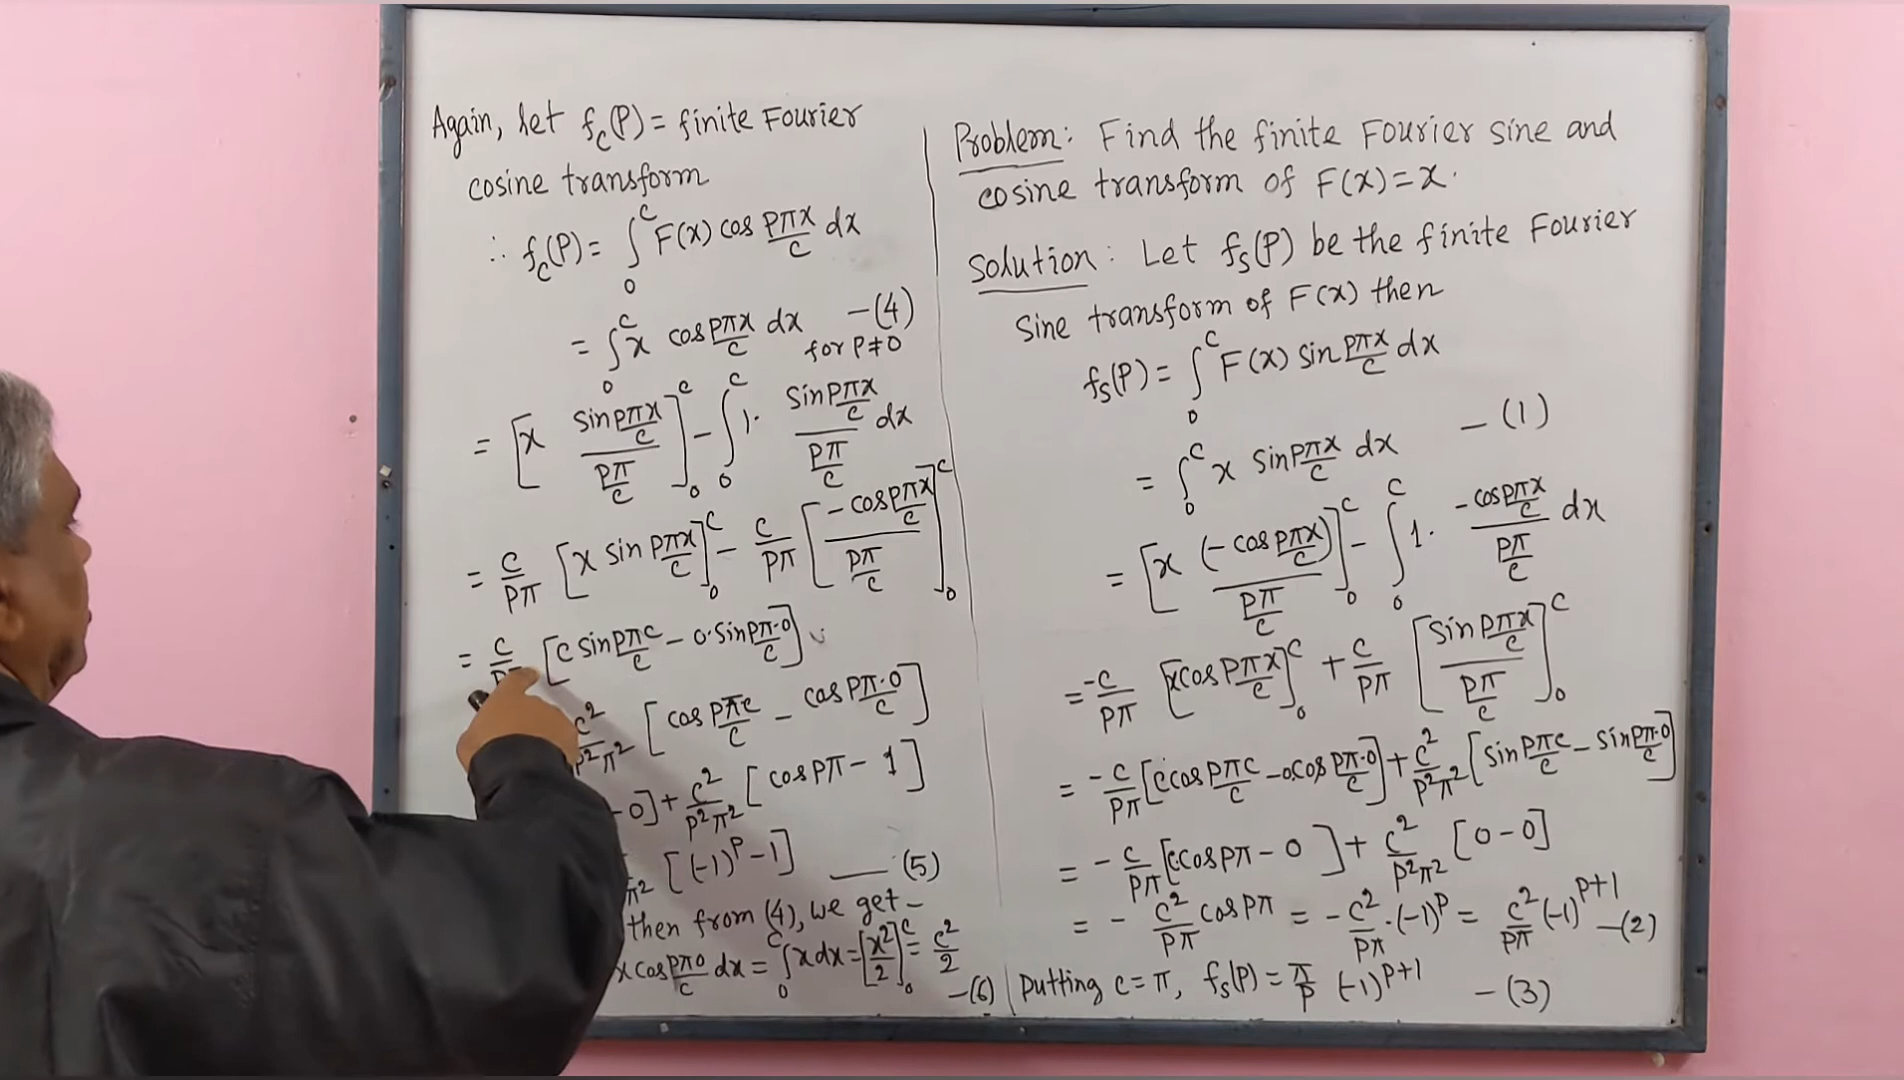 Again, let f_c(P) = finite Fourier
cosine transform
∴ f_c(P) = ∫_0^c F(x) cos pπx/c dx
= ∫_0^c x cos pπx/c dx —(4)
for P≠0
= [x (sin pπx/c)/(pπ/c)]_0^c - ∫_0^c 1. (sin pπx/c)/(pπ/c) dx
= c/pπ [x sin pπx/c]_0^c - c/pπ [(-cos pπx/c)/(pπ/c)]_0^c
= c/pπ [c sin pπc/c - 0.sin pπ.0/c]
c²/p²π² [cos pπc/c - cos pπ.0/c]
-0] + c²/p²π² [cos pπ - 1]
π² [(-1)^p - 1] —(5)
then from (4), we get -
x cos pπ0/c dx = ∫_0^c x dx = [x²/2]_0^c = c²/2 —(6)
Problem: Find the finite Fourier sine and
cosine transform of F(x) = x.
Solution: Let f_s(P) be the finite Fourier
Sine transform of F(x) then
f_s(P) = ∫_0^c F(x) sin pπx/c dx
—(1)
= ∫_0^c x sin pπx/c dx
= [x (-cos pπx/c)/(pπ/c)]_0^c - ∫_0^c 1. (-cos pπx/c)/(pπ/c) dx
= -c/pπ [x cos pπx/c]_0^c + c/pπ [(sin pπx/c)/(pπ/c)]_0^c
= -c/pπ [c cos pπc/c - 0 cos pπ.0/c] + c²/p²π² [sin pπc/c - sin pπ.0/c]
= -c/pπ [c.cos pπ - 0] + c²/p²π² [0 - 0]
= - c²/pπ cos pπ = - c²/pπ . (-1)^p = c²/pπ (-1)^{p+1} —(2)
Putting c = π, f_s(P) = π/p (-1)^{p+1} —(3)